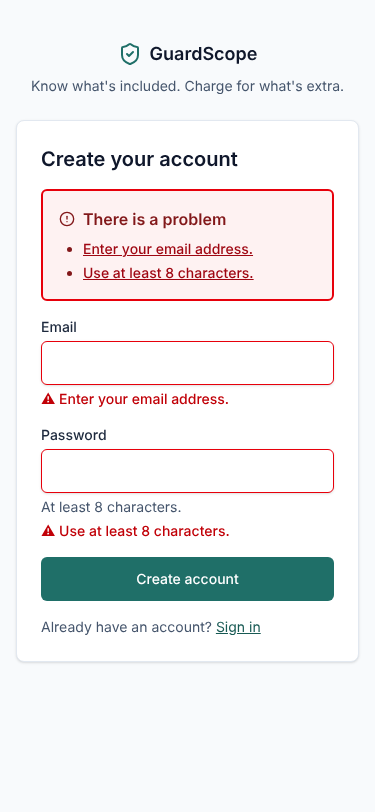 GuardScope
Know what's included. Charge for what's extra.
Create your account
There is a problem
Enter your email address.
Use at least 8 characters.
Email
Enter your email address.
Password
At least 8 characters.
Use at least 8 characters.
Create account
Already have an account? Sign in